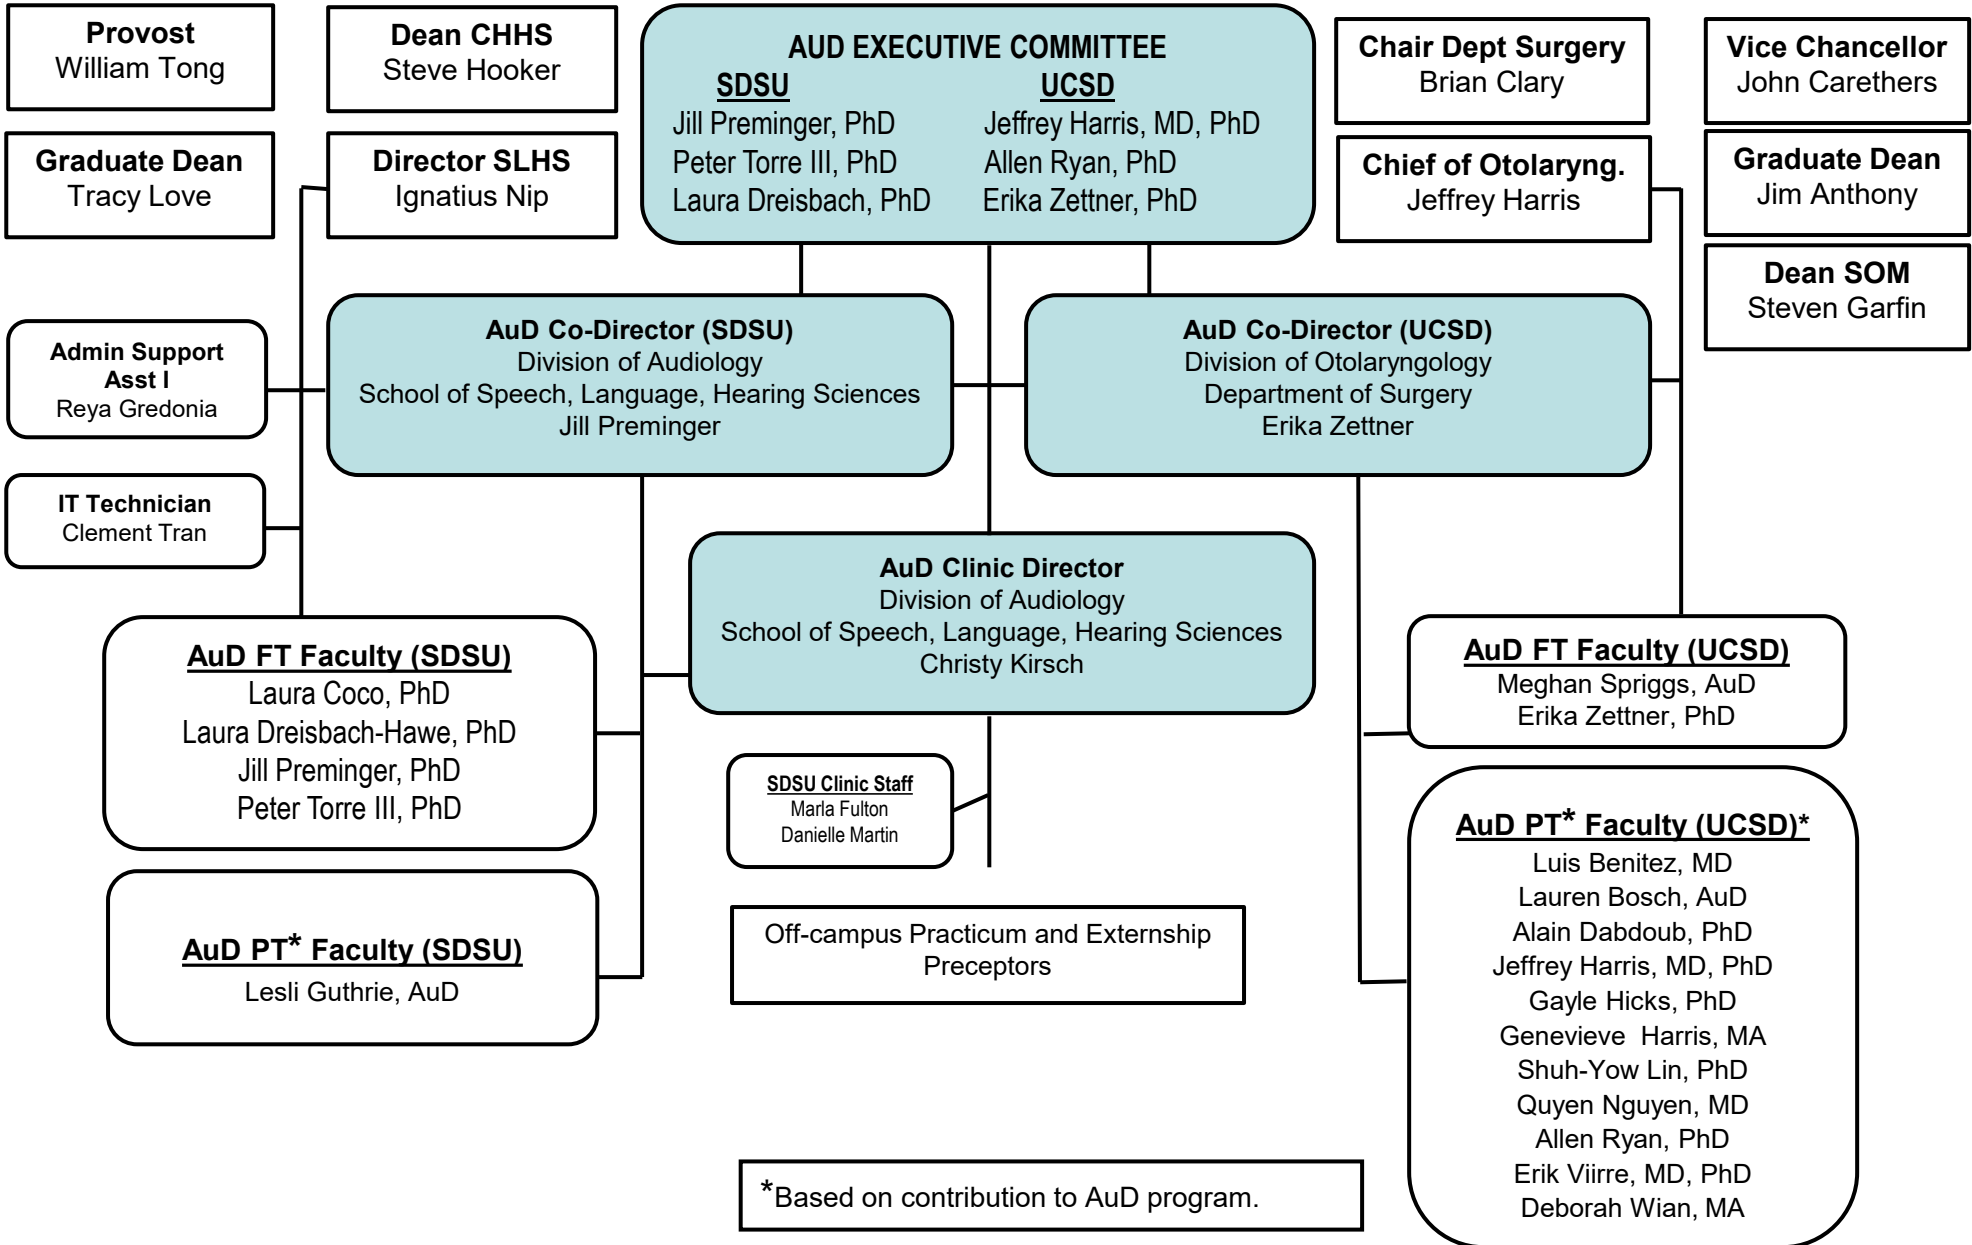 Provost
William Tong
Dean CHHS
Steve Hooker
AUD EXECUTIVE COMMITTEE
SDSU
Jill Preminger, PhD
Peter Torre III, PhD
Laura Dreisbach, PhD
UCSD
Jeffrey Harris, MD, PhD
Allen Ryan, PhD
Erika Zettner, PhD
Chair Dept Surgery
Brian Clary
Vice Chancellor
John Carethers
Graduate Dean
Tracy Love
Director SLHS
Ignatius Nip
Chief of Otolaryng.
Jeffrey Harris
Graduate Dean
Jim Anthony
Dean SOM
Steven Garfin
Admin Support
Asst I
Reya Gredonia
AuD Co-Director (SDSU)
Division of Audiology
School of Speech, Language, Hearing Sciences
Jill Preminger
AuD Co-Director (UCSD)
Division of Otolaryngology
Department of Surgery
Erika Zettner
IT Technician
Clement Tran
AuD Clinic Director
Division of Audiology
School of Speech, Language, Hearing Sciences
Christy Kirsch
AuD FT Faculty (SDSU)
Laura Coco, PhD
Laura Dreisbach-Hawe, PhD
Jill Preminger, PhD
Peter Torre III, PhD
AuD FT Faculty (UCSD)
Meghan Spriggs, AuD
Erika Zettner, PhD
SDSU Clinic Staff
Marla Fulton
Danielle Martin
AuD PT* Faculty (SDSU)
Lesli Guthrie, AuD
Off-campus Practicum and Externship
Preceptors
AuD PT* Faculty (UCSD)*
Luis Benitez, MD
Lauren Bosch, AuD
Alain Dabdoub, PhD
Jeffrey Harris, MD, PhD
Gayle Hicks, PhD
Genevieve  Harris, MA
Shuh-Yow Lin, PhD
Quyen Nguyen, MD
Allen Ryan, PhD
Erik Viirre, MD, PhD
Deborah Wian, MA
*Based on contribution to AuD program.